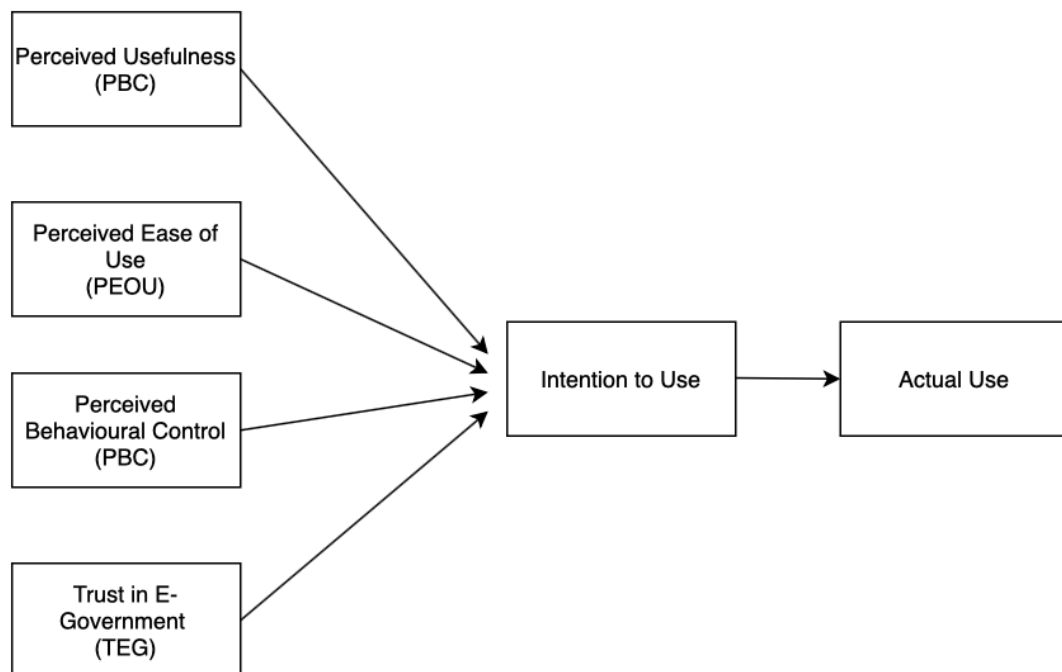 Perceived Usefulness
(PBC)
Perceived Ease of
Use
(PEOU)
Perceived
Behavioural Control
(PBC)
Trust in E-
Government
(TEG)
Intention to Use
Actual Use